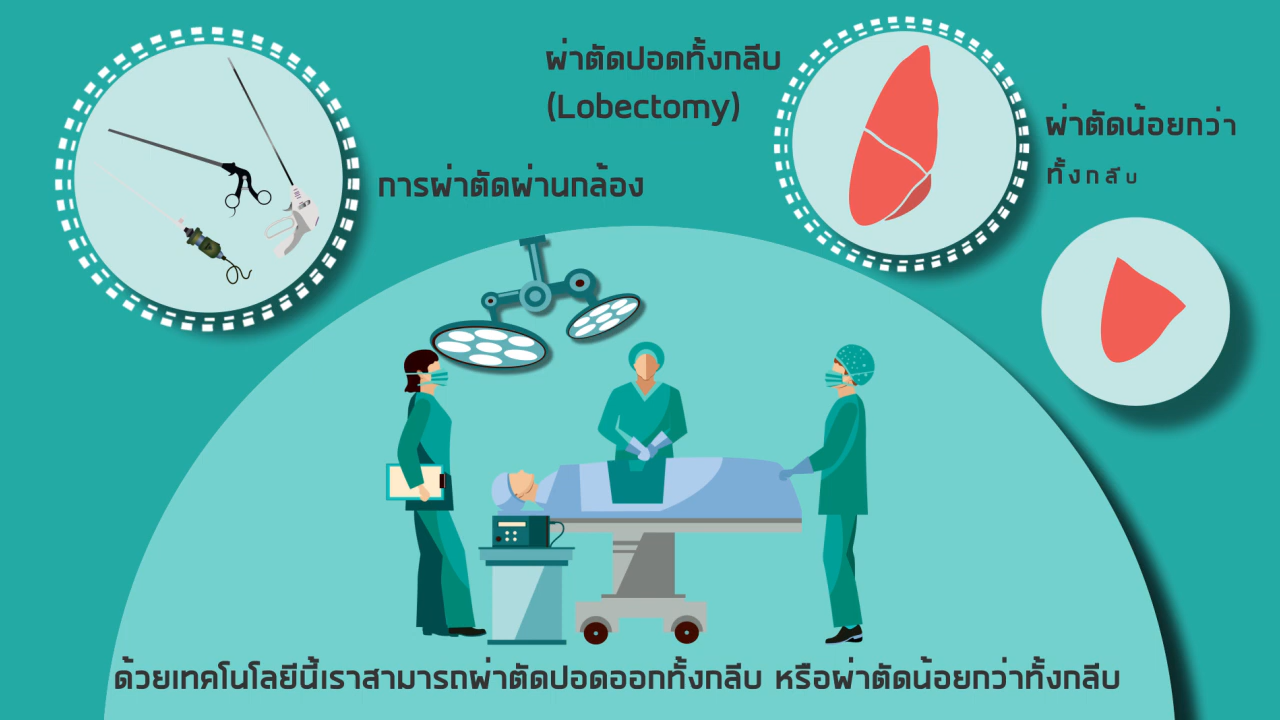 ผ่าตัดปอดทั้งกลีบ
(Lobectomy)
ผ่าตัดน้อยกว่า
ทั้งกลีบ
การผ่าตัดผ่านกล้อง
ด้วยเทคโนโลยีนี้เราสามารถผ่าตัดปอดออกทั้งกลีบ หรือผ่าตัดน้อยกว่าทั้งกลีบ